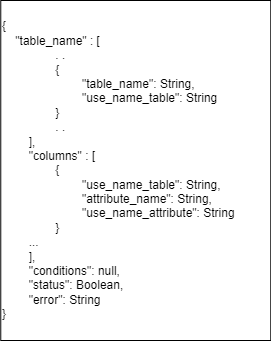 {
"table_name" : [
. .
{
"table_name": String,
"use_name_table": String
}
. .
],
"columns" : [
{
"use_name_table": String,
"attribute_name": String,
"use_name_attribute": String
}
...
],
"conditions": null,
"status": Boolean,
"error": String
}